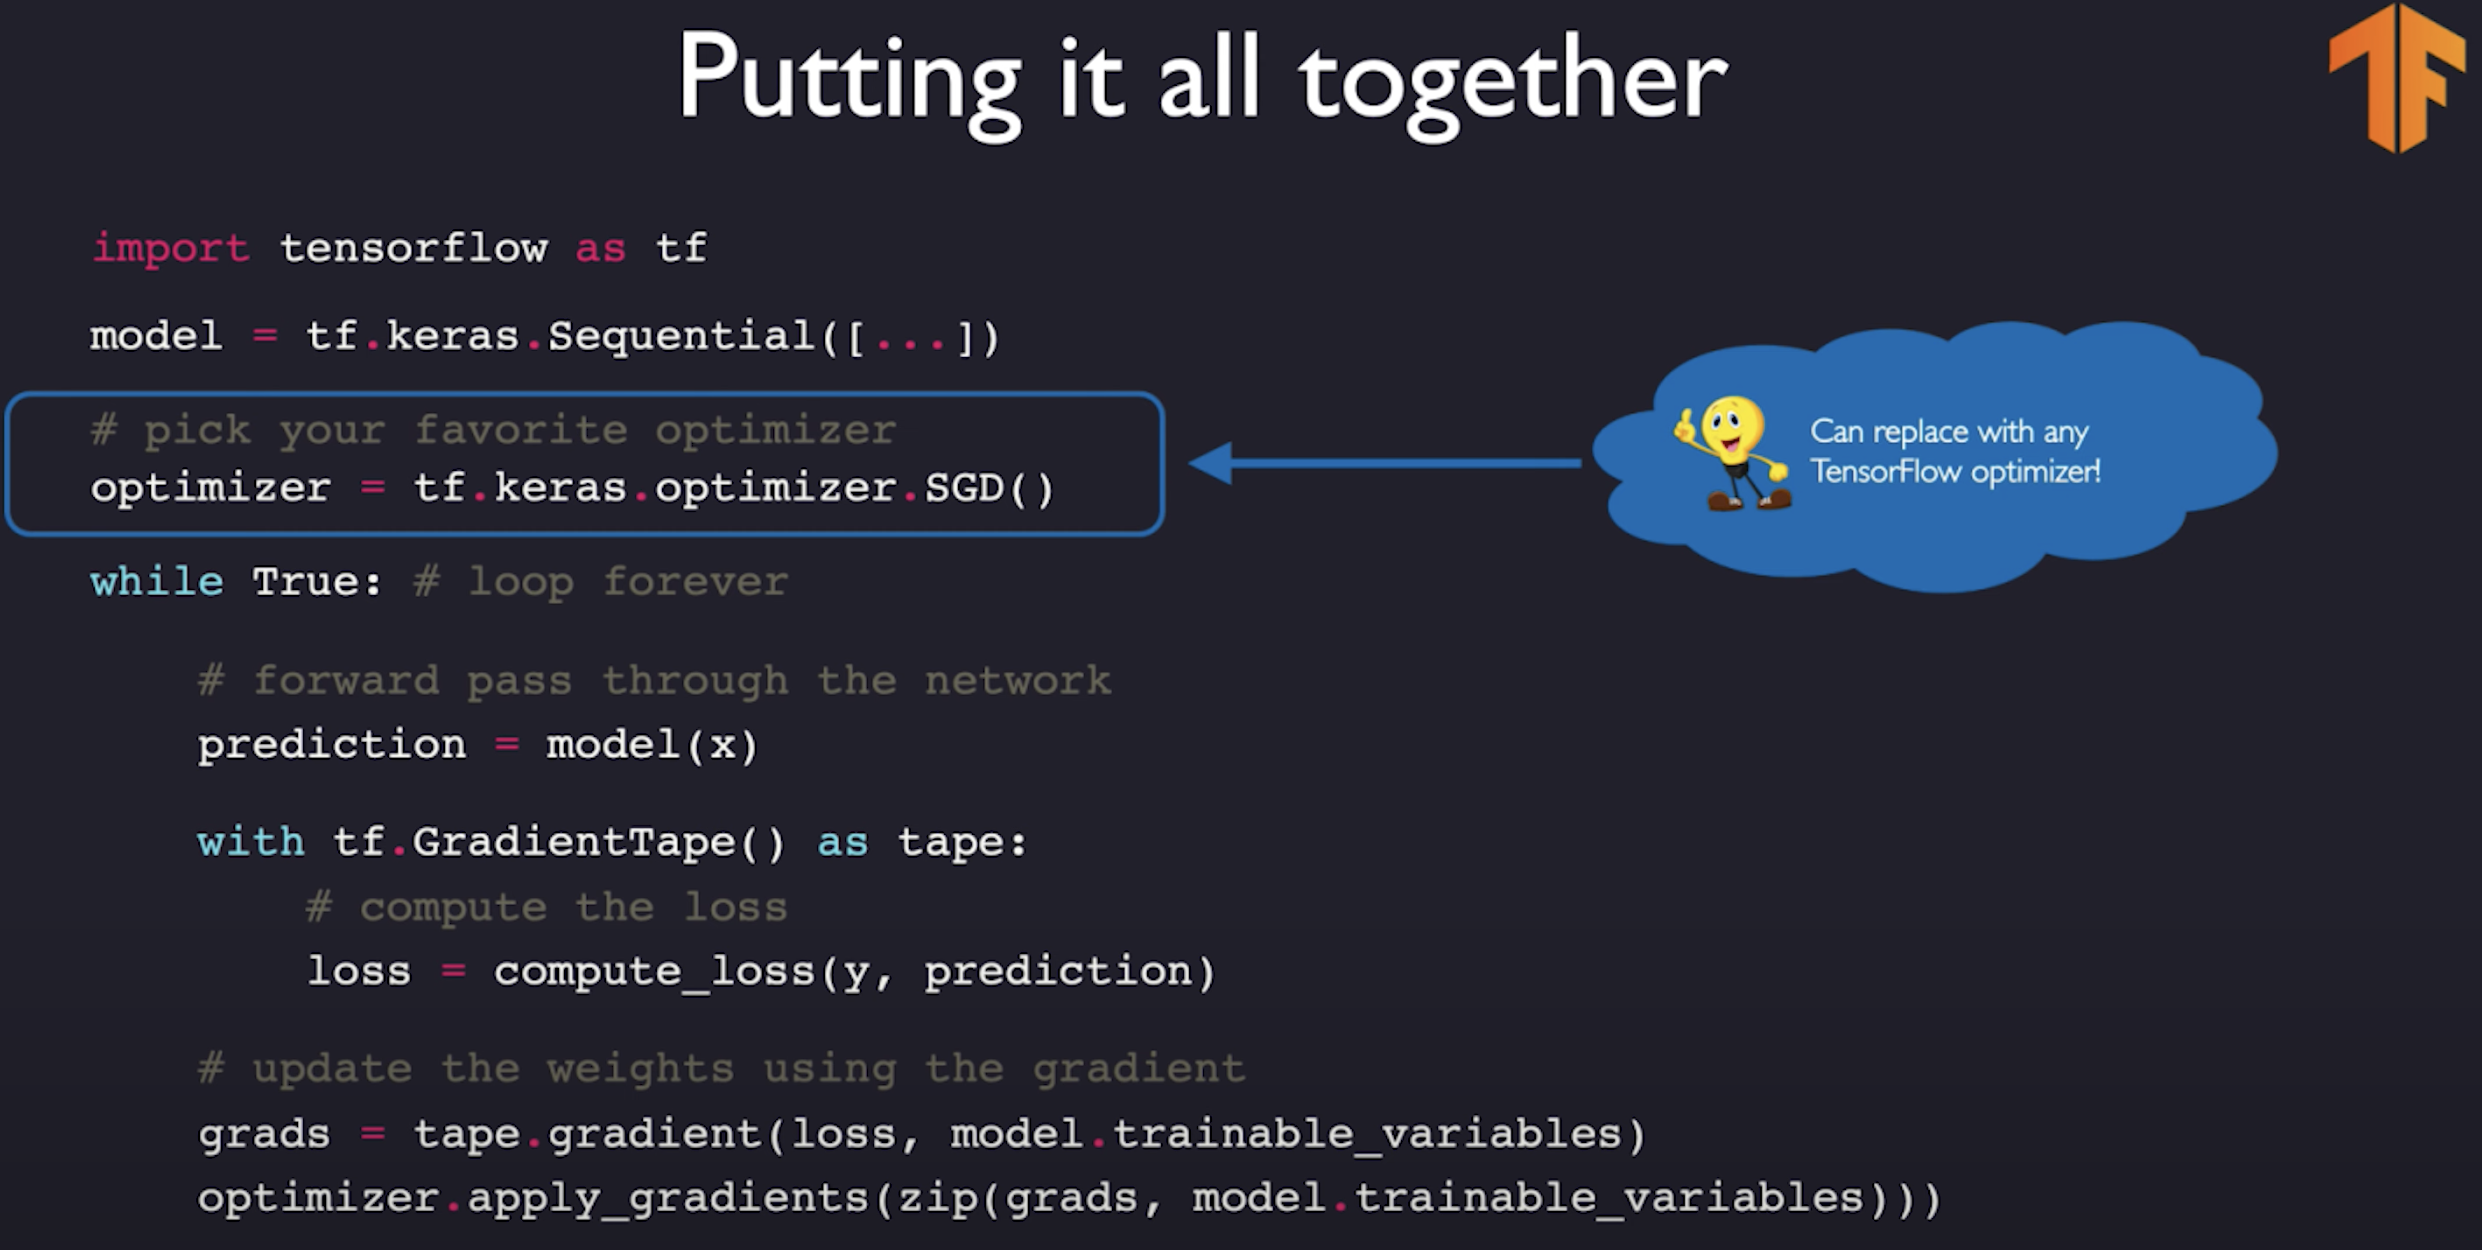 Putting it all together
import tensorflow as tf
model = tf.keras.Sequential([...])
# pick your favorite optimizer
optimizer = tf.keras.optimizer.SGD()
Can replace with any
TensorFlow optimizer!
while True: # loop forever
# forward pass through the network
prediction = model(x)
with tf.GradientTape() as tape:
# compute the loss
loss = compute_loss(y, prediction)
# update the weights using the gradient
grads = tape.gradient(loss, model.trainable_variables)
optimizer.apply_gradients(zip(grads, model.trainable_variables)))